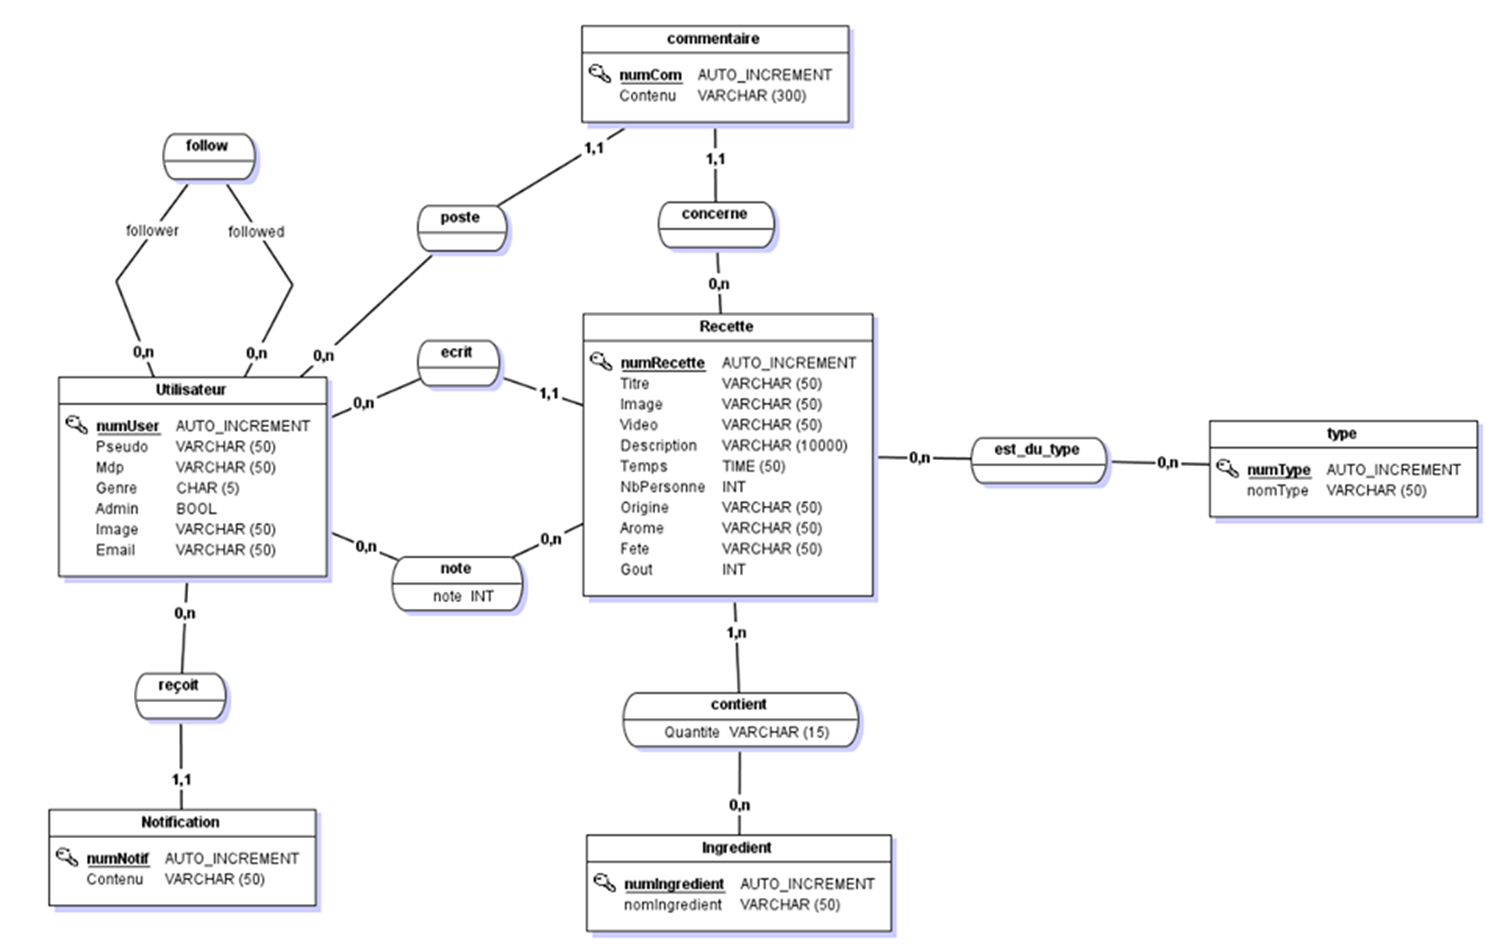 commentaire
numCom AUTO_INCREMENT
Contenu VARCHAR (300)
follow
follower
followed
0,n
0,n
poste
1,1
0,n
1,1
concerne
0,n
Utilisateur
numUser AUTO_INCREMENT
Pseudo VARCHAR (50)
Mdp VARCHAR (50)
Genre CHAR (5)
Admin BOOL
Image VARCHAR (50)
Email VARCHAR (50)
ecrit
0,n
1,1
note
note INT
0,n
0,n
Recette
numRecette AUTO_INCREMENT
Titre VARCHAR (50)
Image VARCHAR (50)
Video VARCHAR (50)
Description VARCHAR (10000)
Temps TIME (50)
NbPersonne INT
Origine VARCHAR (50)
Arome VARCHAR (50)
Fete VARCHAR (50)
Gout INT
0,n
est_du_type
0,n
type
numType AUTO_INCREMENT
nomType VARCHAR (50)
0,n
reçoit
1,1
Notification
numNotif AUTO_INCREMENT
Contenu VARCHAR (50)
1,n
contient
Quantite VARCHAR (15)
0,n
Ingredient
numIngredient AUTO_INCREMENT
nomIngredient VARCHAR (50)